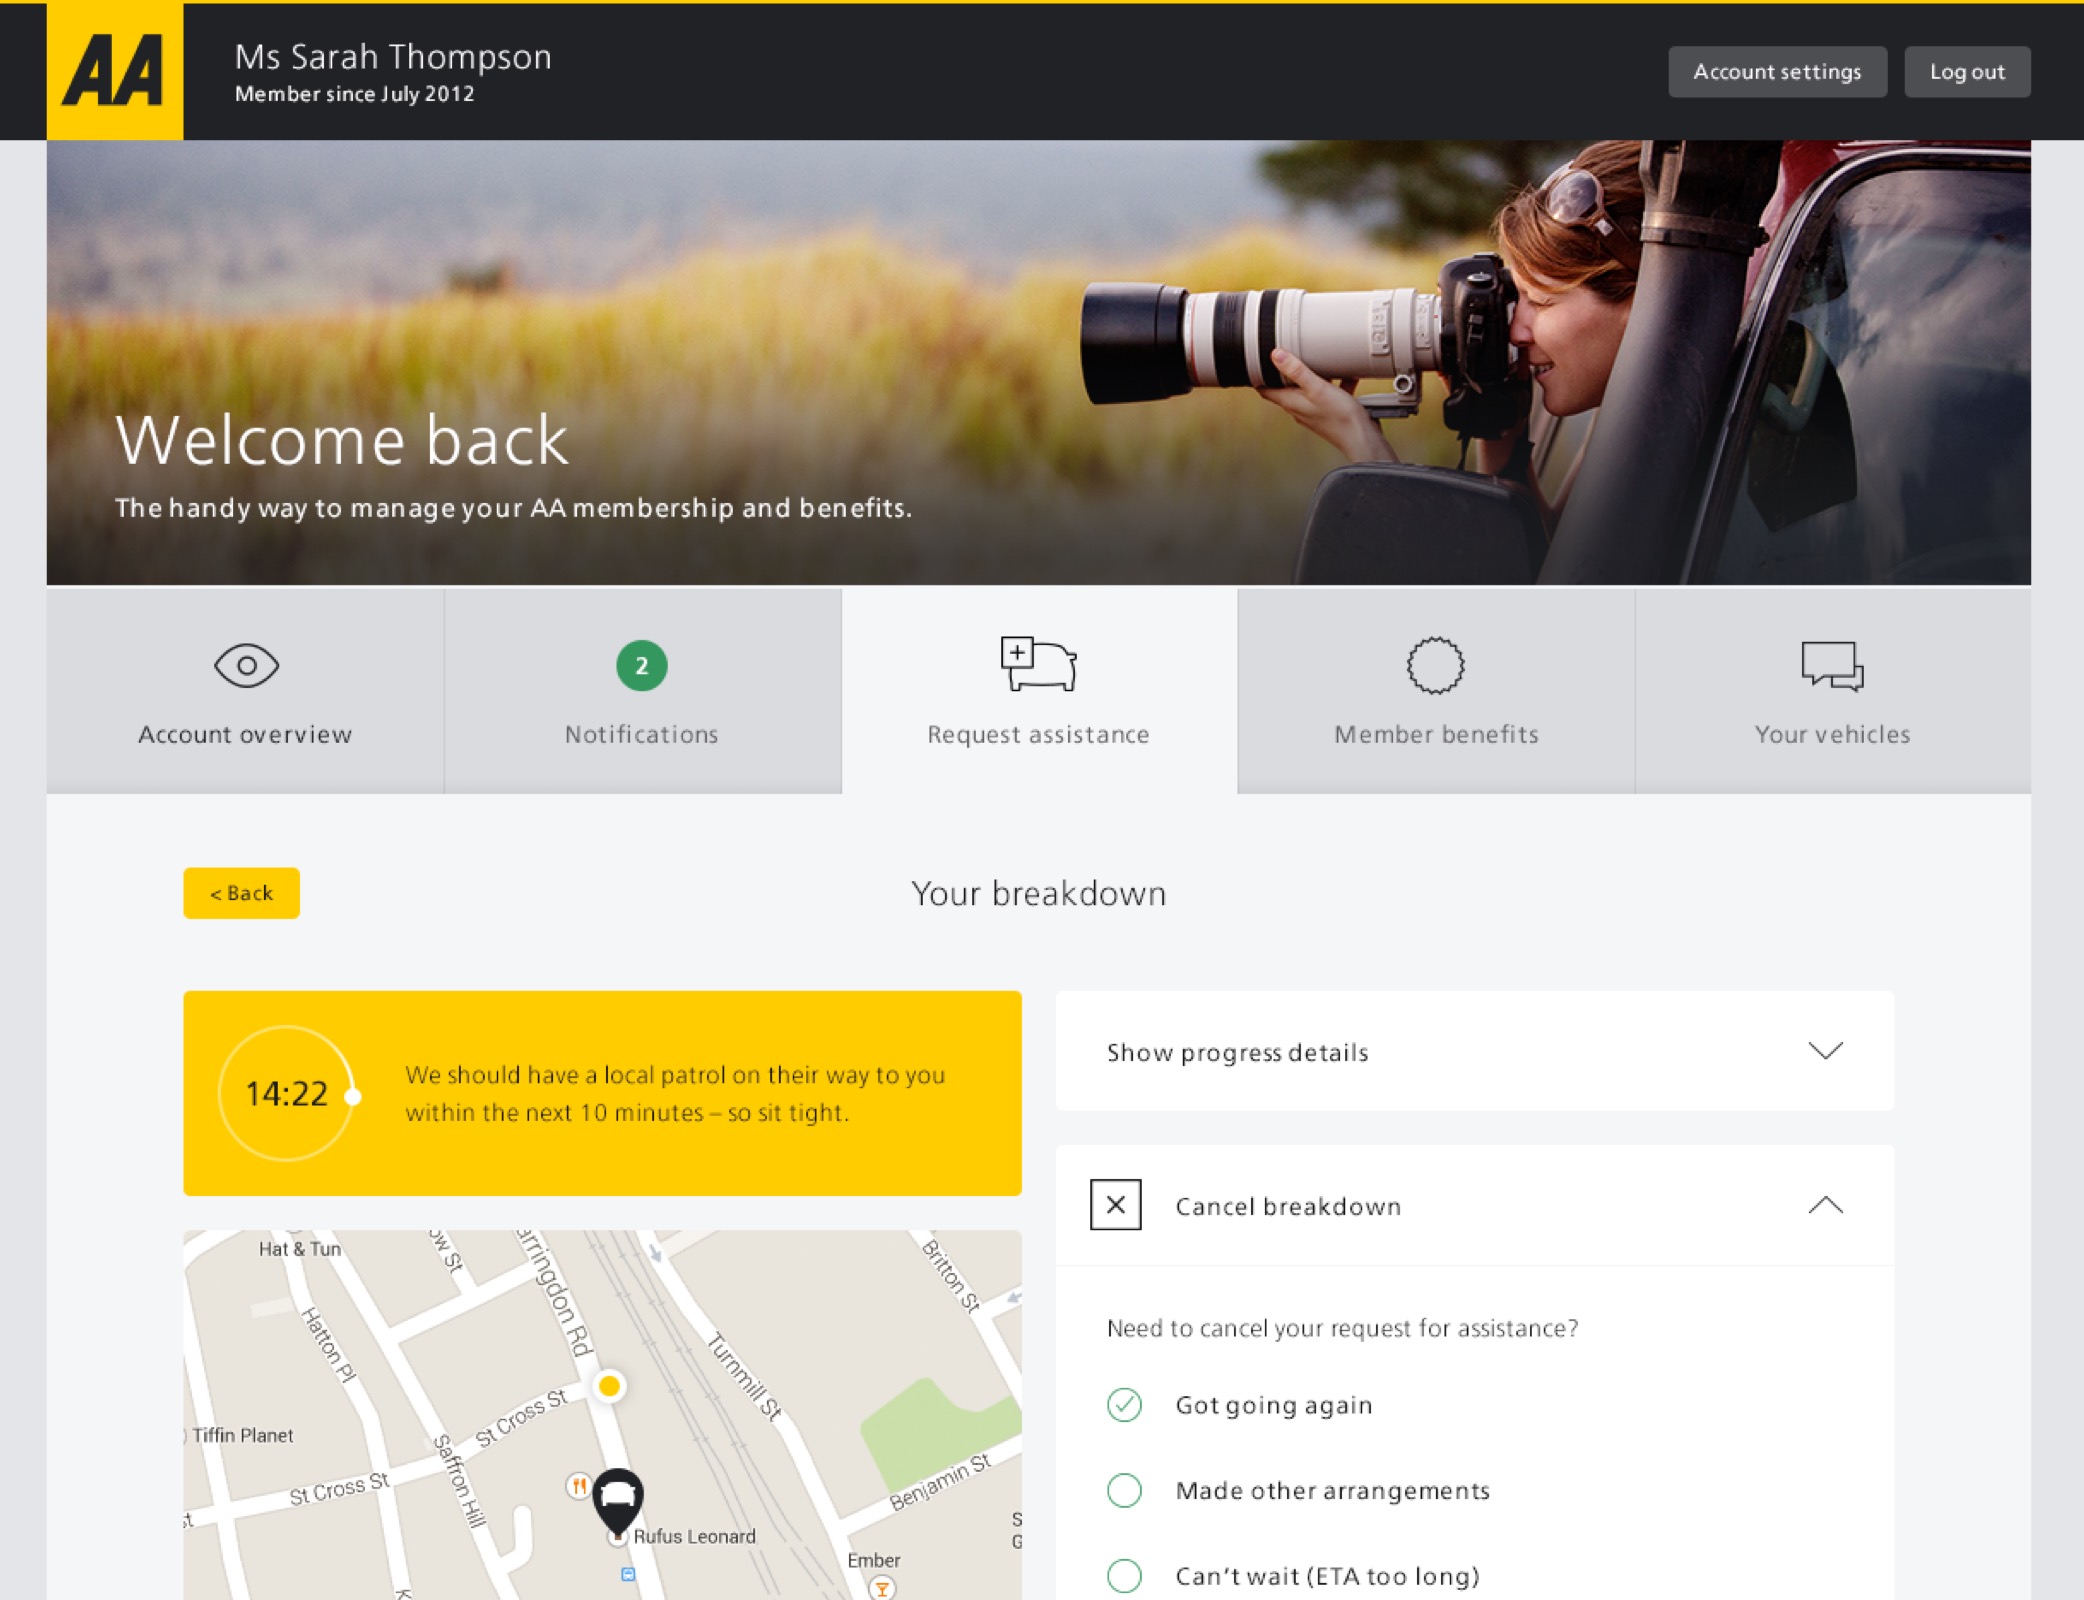 AA
Ms Sarah Thompson
Member since July 2012
Account settings
Log out
Welcome back
The handy way to manage your AA membership and benefits.
2
Account overview
Notifications
Request assistance
Member benefits
Your vehicles
< Back
Your breakdown
14:22
We should have a local patrol on their way to you
within the next 10 minutes – so sit tight.
Show progress details
Cancel breakdown
Need to cancel your request for assistance?
Got going again
Made other arrangements
Can't wait (ETA too long)
Hat & Tun
ow St
arringdon Rd
Britton St
Hatton Pl
Turnmill St
St Cross St
Tiffin Planet
Saffron Hill
St Cross St
Benjamin St
st
Rufus Leonard
S
G
Ember
K